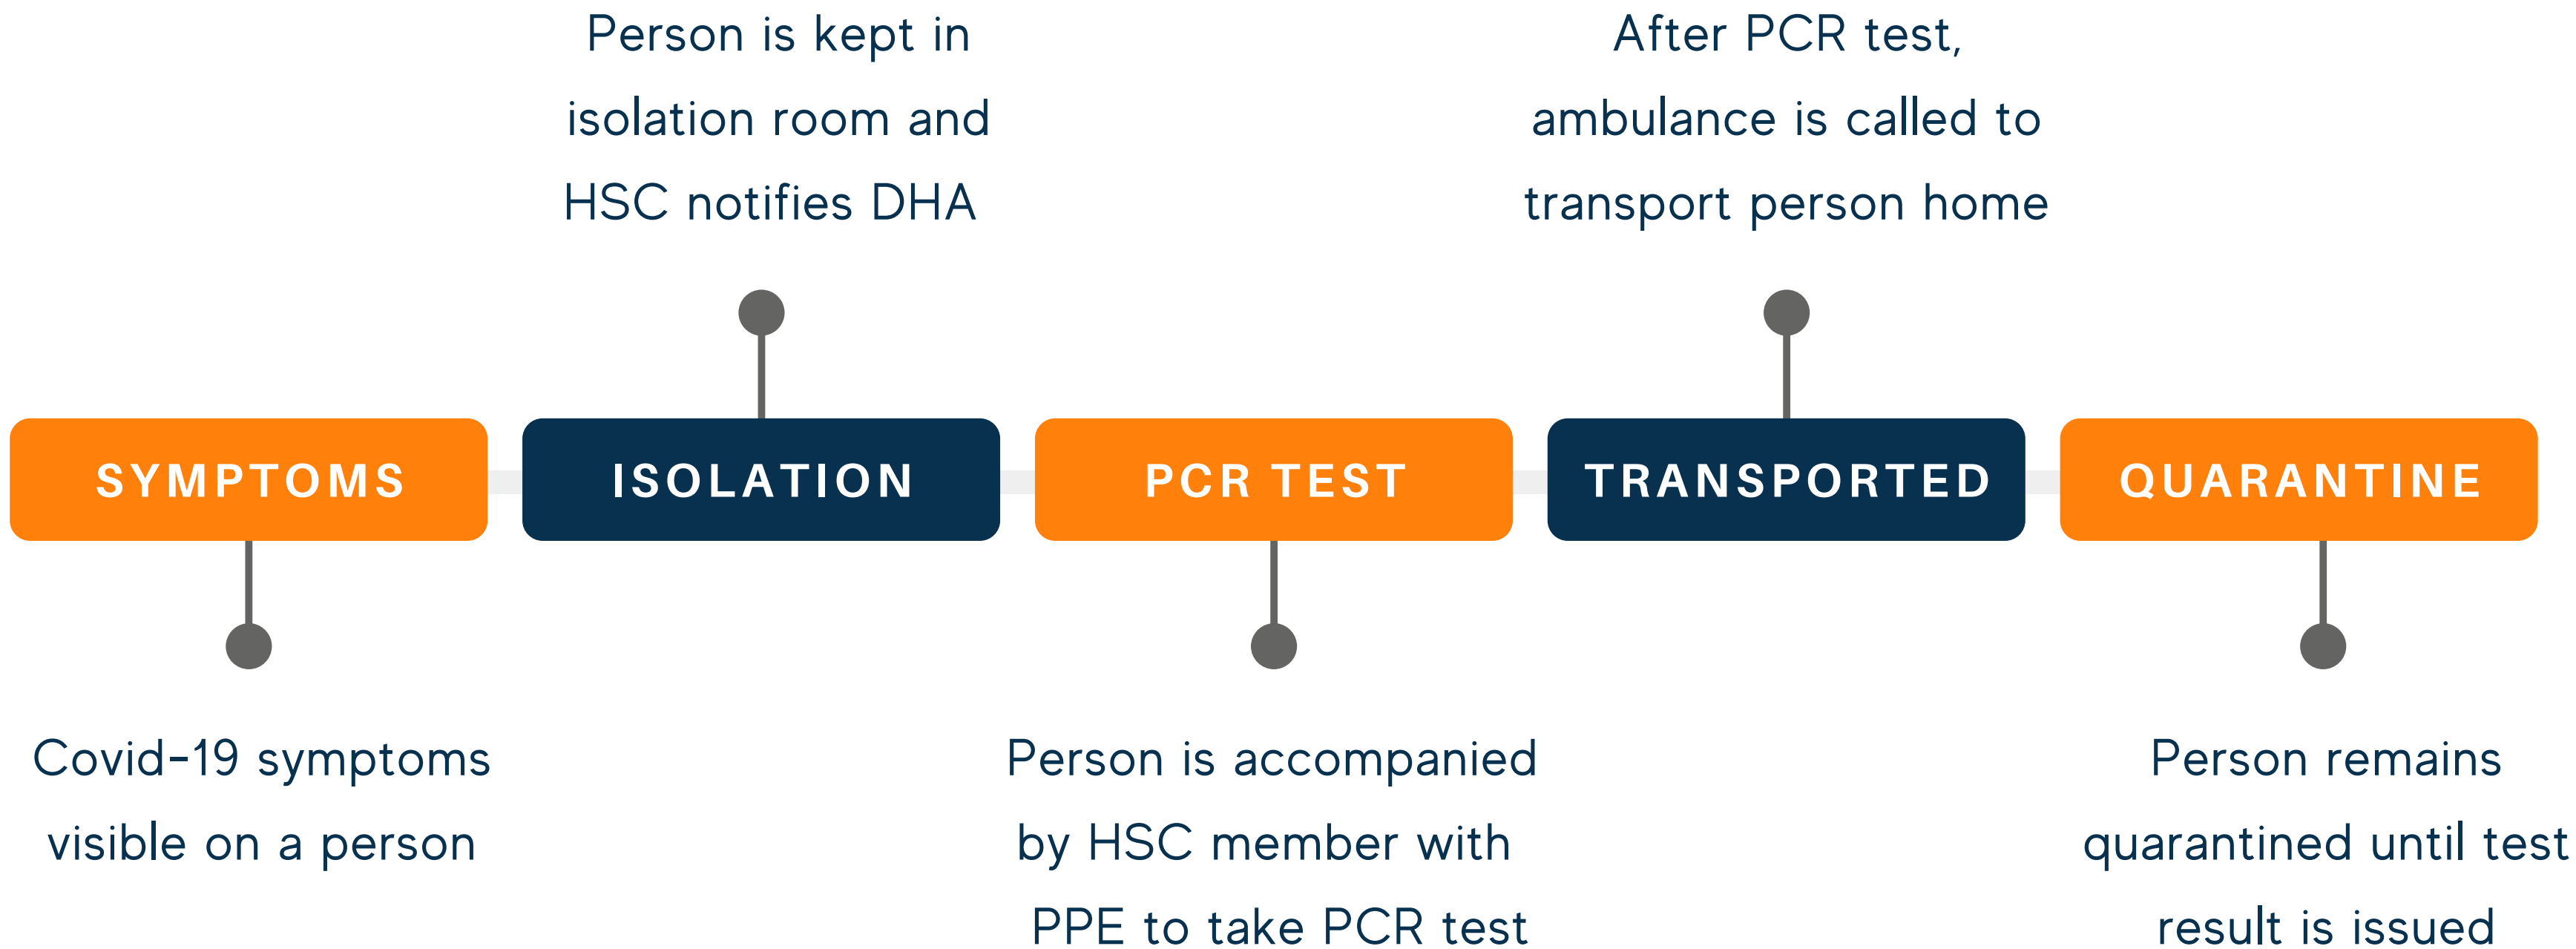 Person is kept in
isolation room and
HSC notifies DHA
After PCR test,
ambulance is called to
transport person home
SYMPTOMS
ISOLATION
PCR TEST
TRANSPORTED
QUARANTINE
Covid-19 symptoms
visible on a person
Person is accompanied
by HSC member with
PPE to take PCR test
Person remains
quarantined until test
result is issued